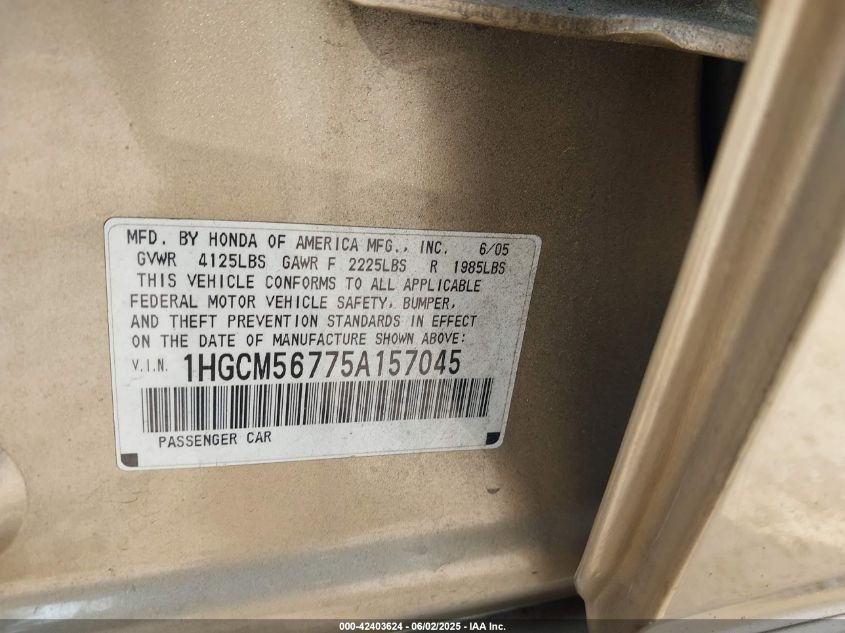 MFD. BY HONDA OF AMERICA MFG., INC. 6/05
GVWR 4125LBS GAWR F 2225LBS R 1985LBS
THIS VEHICLE CONFORMS TO ALL APPLICABLE
FEDERAL MOTOR VEHICLE SAFETY, BUMPER,
AND THEFT PREVENTION STANDARDS IN EFFECT
ON THE DATE OF MANUFACTURE SHOWN ABOVE:
V.I.N. 1HGCM56775A157045
PASSENGER CAR
000-42403624 - 06/02/2025 - IAA Inc.